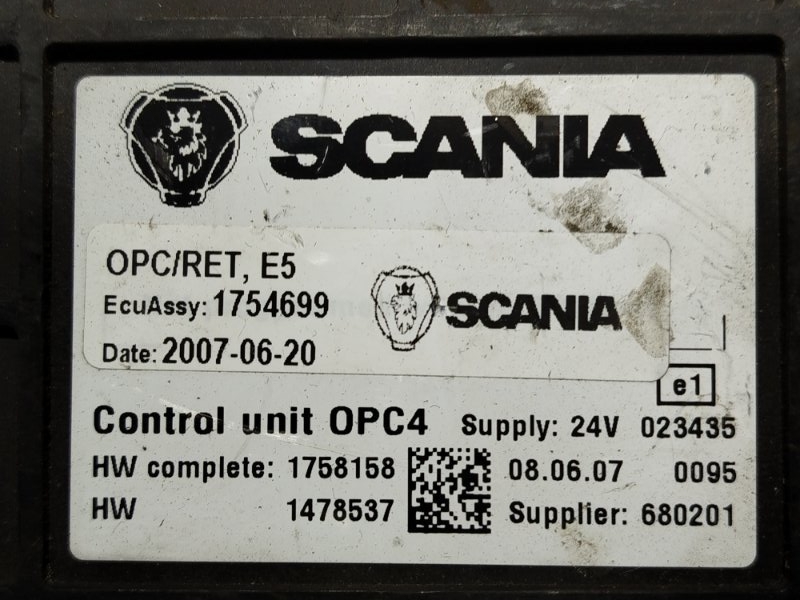 SCANIA
OPC/RET, E5
EcuAssy: 1754699
SCANIA
Date: 2007-06-20
e1
Control unit OPC4 Supply: 24V 023435
HW complete: 1758158 08.06.07 0095
HW 1478537 Supplier: 680201